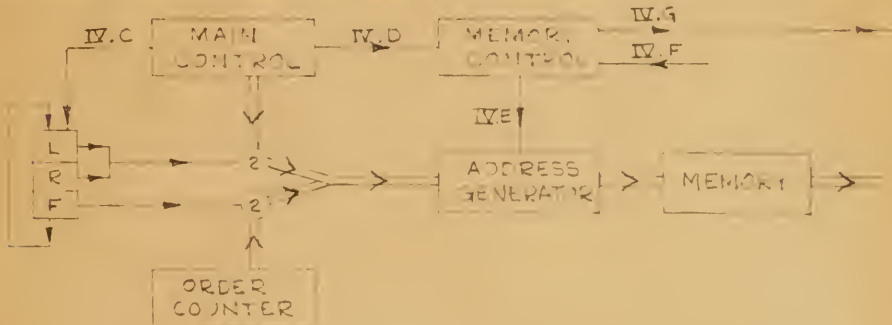 IV.G
IV.C MAIN CONTROL IV.D MEMORY CONTROL IV.F
IV.E
L
R
F
2
2
ADDRESS GENERATOR
MEMORY
ORDER COUNTER